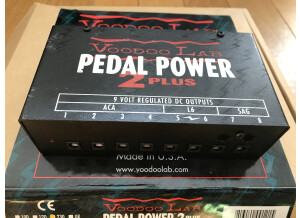 VOODOO LAB
PEDAL POWER
2 PLUS
9 VOLT REGULATED DC OUTPUTS
ACA L6 SAG
1 2 3 4 5 6 7 8
Made in U.S.A.
www.voodoolab.com
CE
VOODOO LAB
PEDAL POWER 2 PLUS